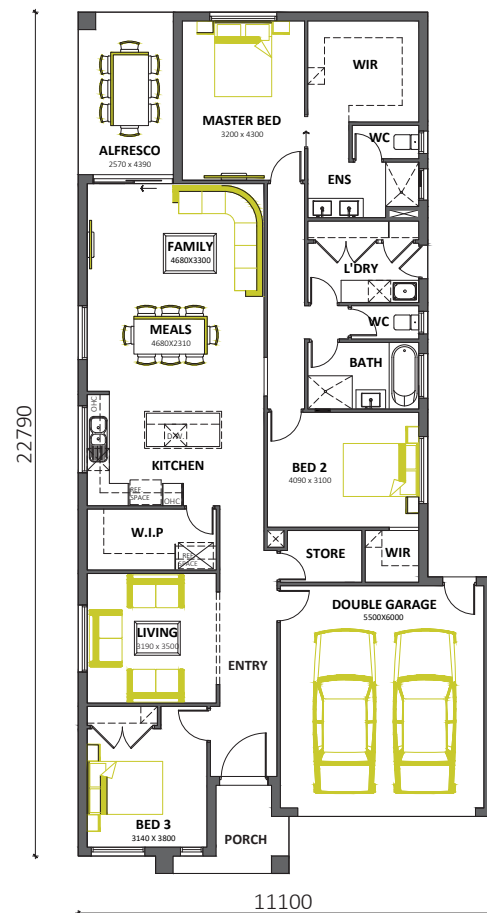 WIR
MASTER BED
3200 x 4300
WC
ALFRESCO
2570 x 4390
ENS
FAMILY
4680X3300
L'DRY
MEALS
4680X2310
WC
BATH
OHC
22790
D.W.
KITCHEN
BED 2
4090 x 3100
REF
SPACE
OHC
W.I.P
REF
SPACE
STORE
WIR
DOUBLE GARAGE
5500X6000
LIVING
3190 x 3500
ENTRY
BED 3
3140 X 3800
PORCH
11100